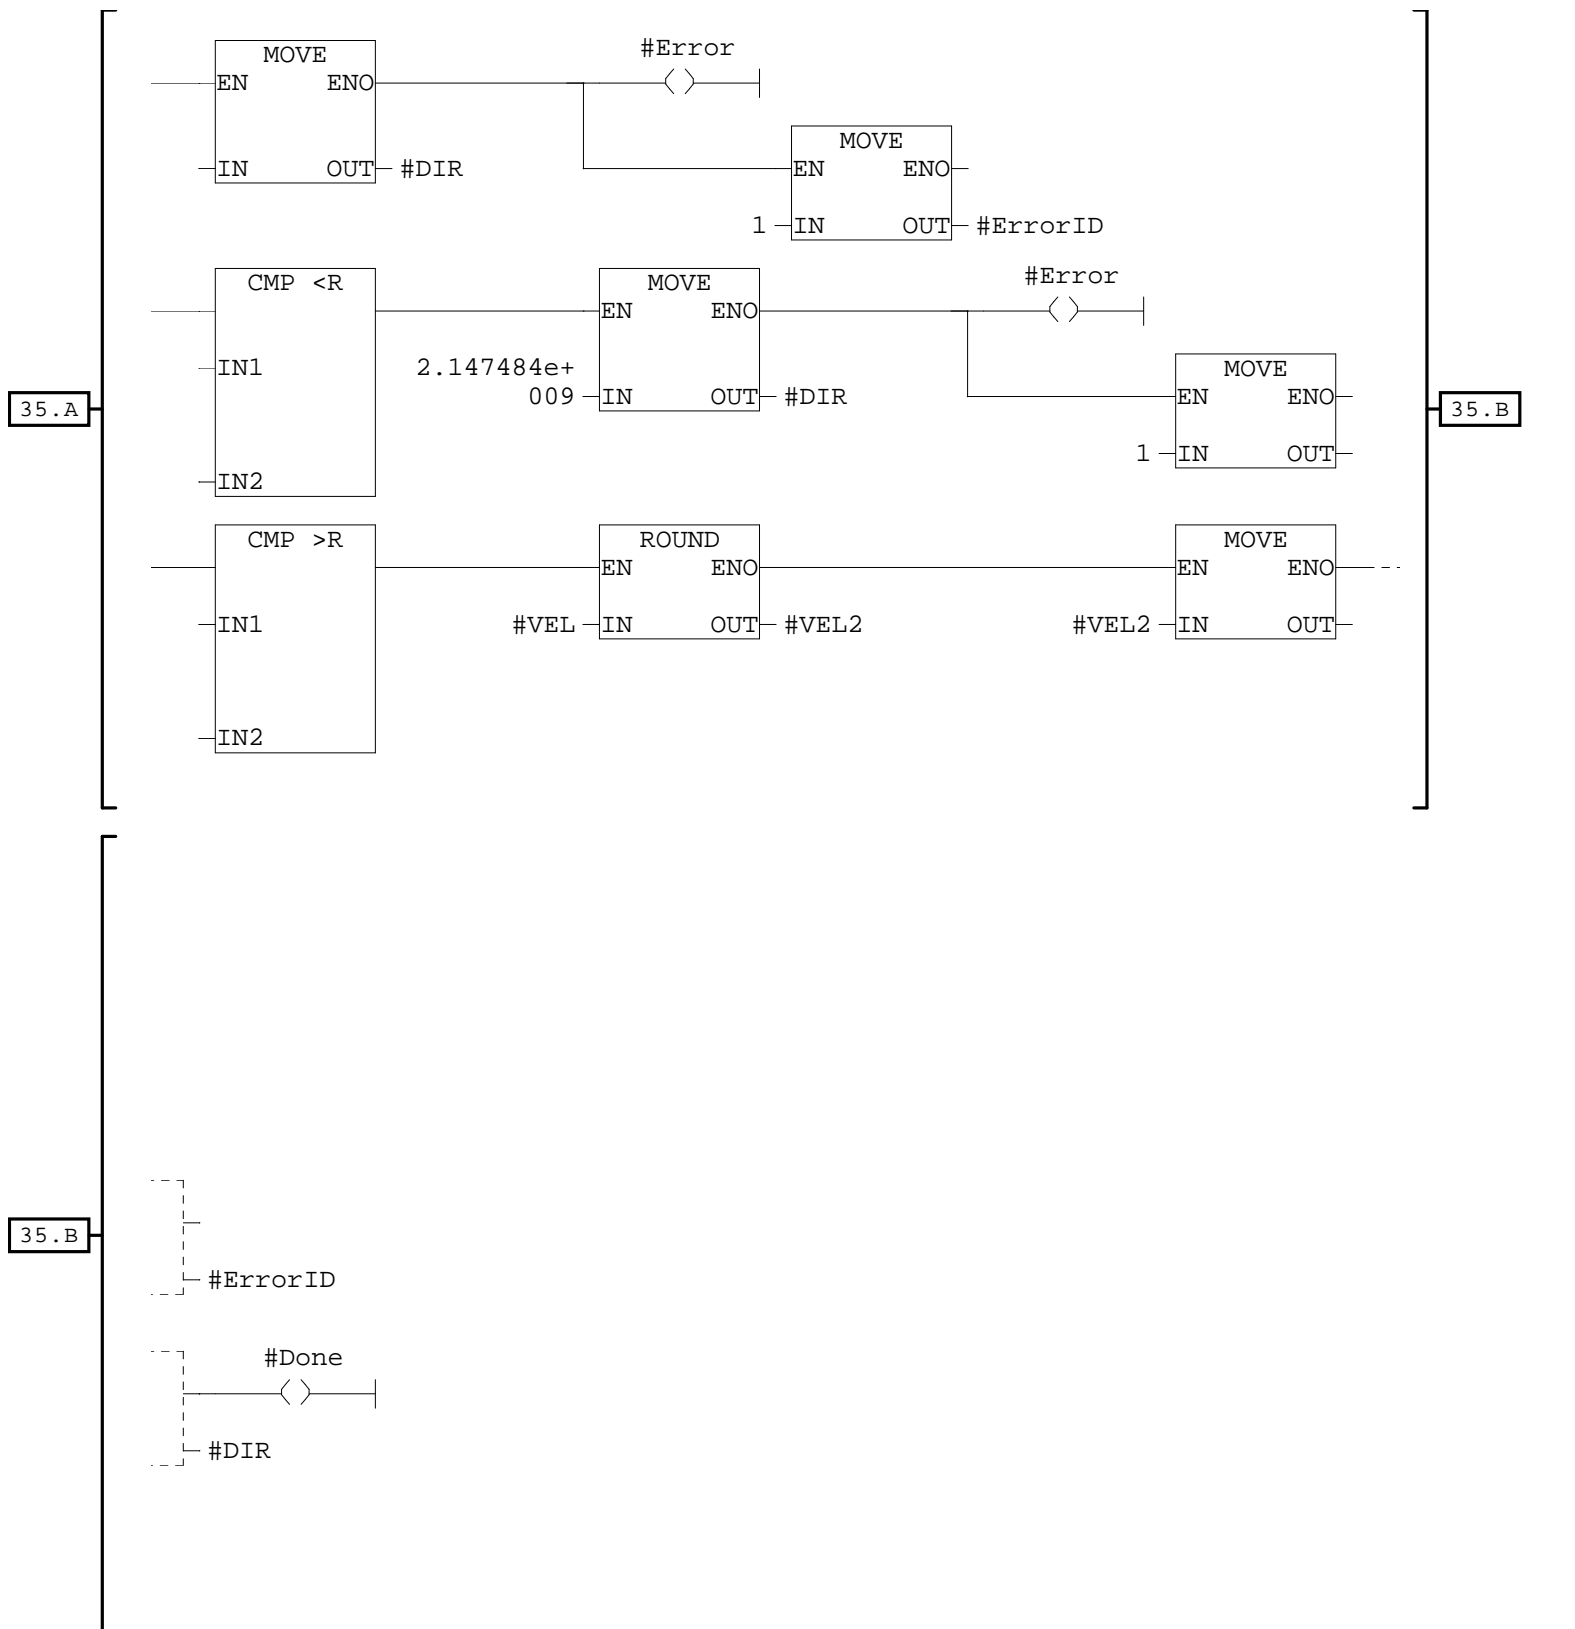 MOVE
#Error
EN ENO
IN OUT #DIR
MOVE
EN ENO
1 IN OUT #ErrorID
CMP <R
MOVE
#Error
EN ENO
IN1
2.147484e+
009 IN OUT #DIR
MOVE
EN ENO
1 IN OUT
IN2
35.A
35.B
CMP >R
ROUND
MOVE
EN ENO
EN ENO
IN1
#VEL IN OUT #VEL2
#VEL2 IN OUT
IN2
35.B
#ErrorID
#Done
#DIR